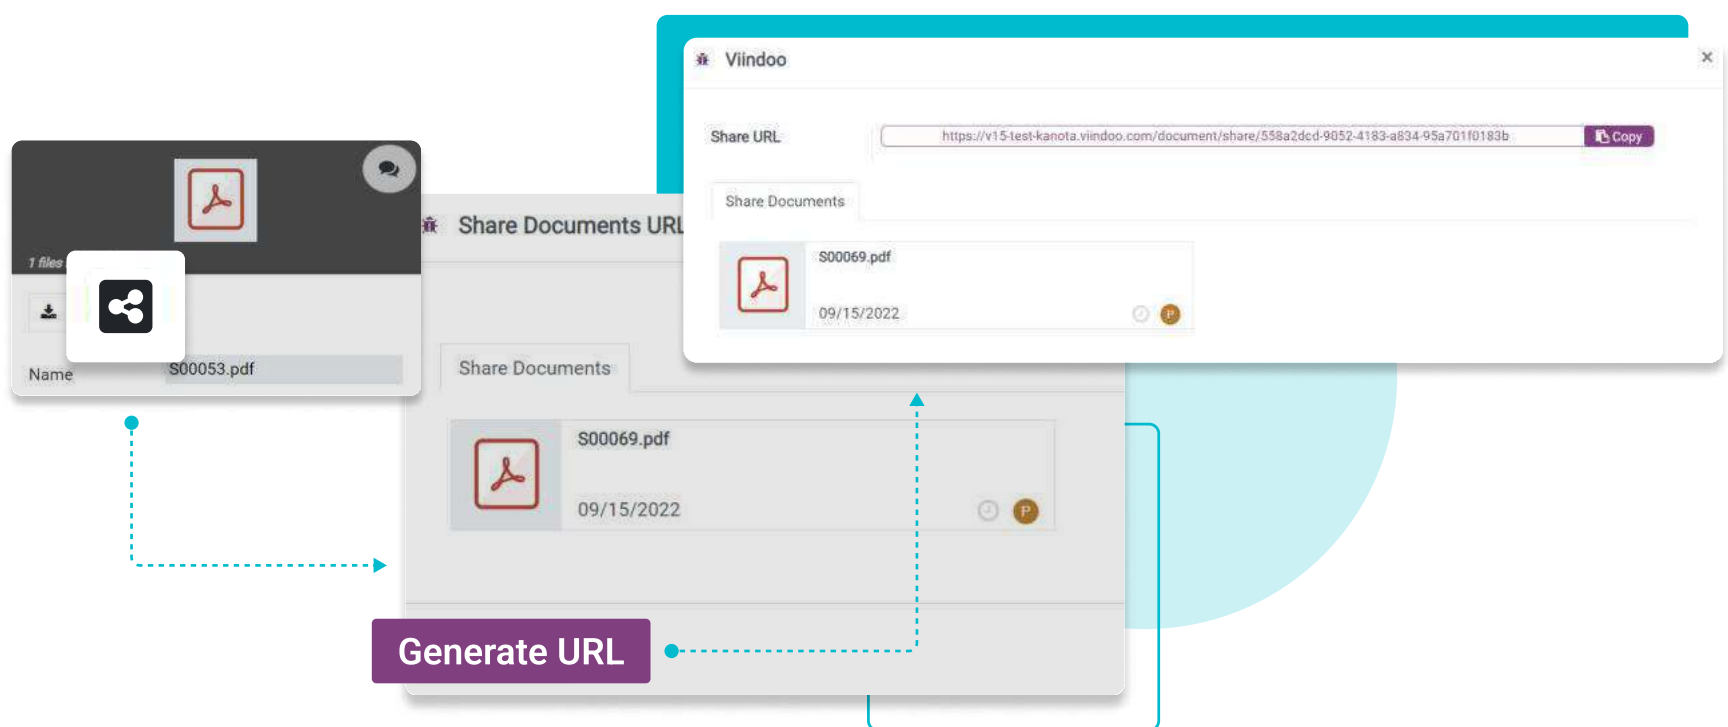 1 files
Name
S00053.pdf
Share Documents URL
Share Documents
S00069.pdf
09/15/2022
P
Generate URL
Viindoo
×
Share URL
https://v15-test-kanota.viindoo.com/document/share/558a2dcd-9052-4183-a834-95a701f0183b
Copy
Share Documents
S00069.pdf
09/15/2022
P